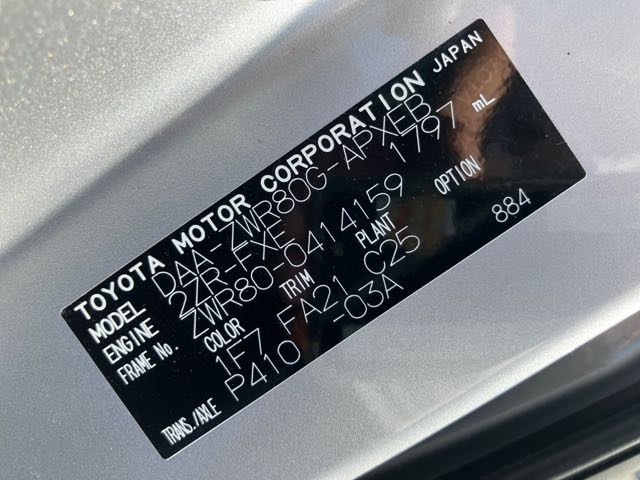 TOYOTA MOTOR CORPORATION JAPAN
MODEL DAA-ZWR80G-APXEB
ENGINE 2ZR-FXE 1797 mL
FRAME No. ZWR80-0414159
COLOR TRIM PLANT OPTION
1F7 FA21 C25 884
TRANS./AXLE P410 -03A